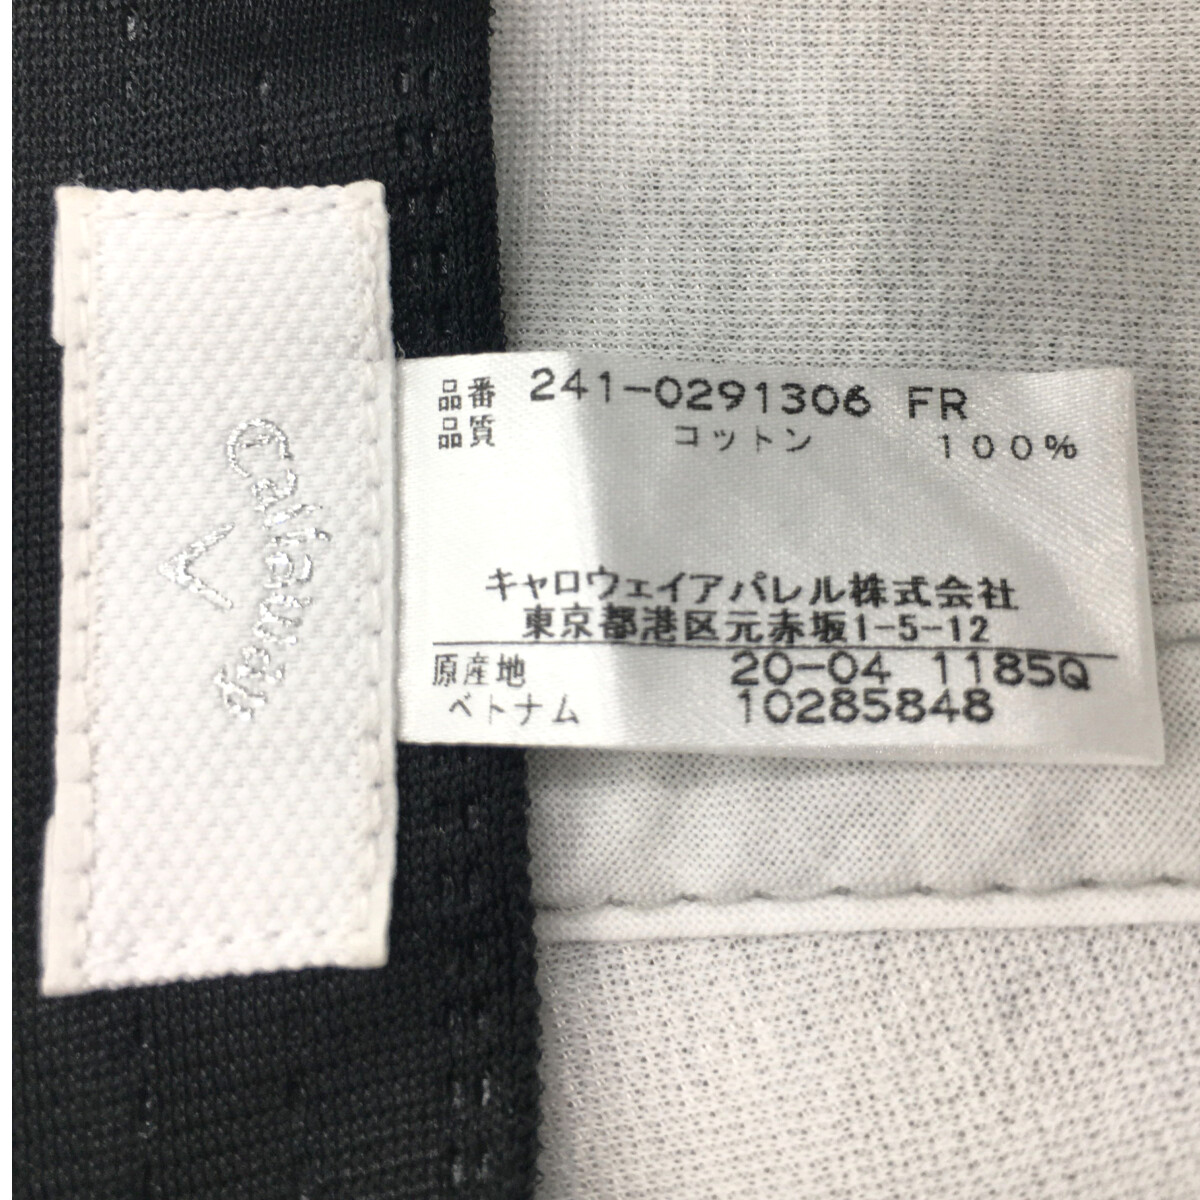 Callaway
品番 241-0291306 FR
品質 コットン 100%
キャロウェイアパレル株式会社
東京都港区元赤坂1-5-12
原産地 20-04 1185Q
ベトナム 10285848